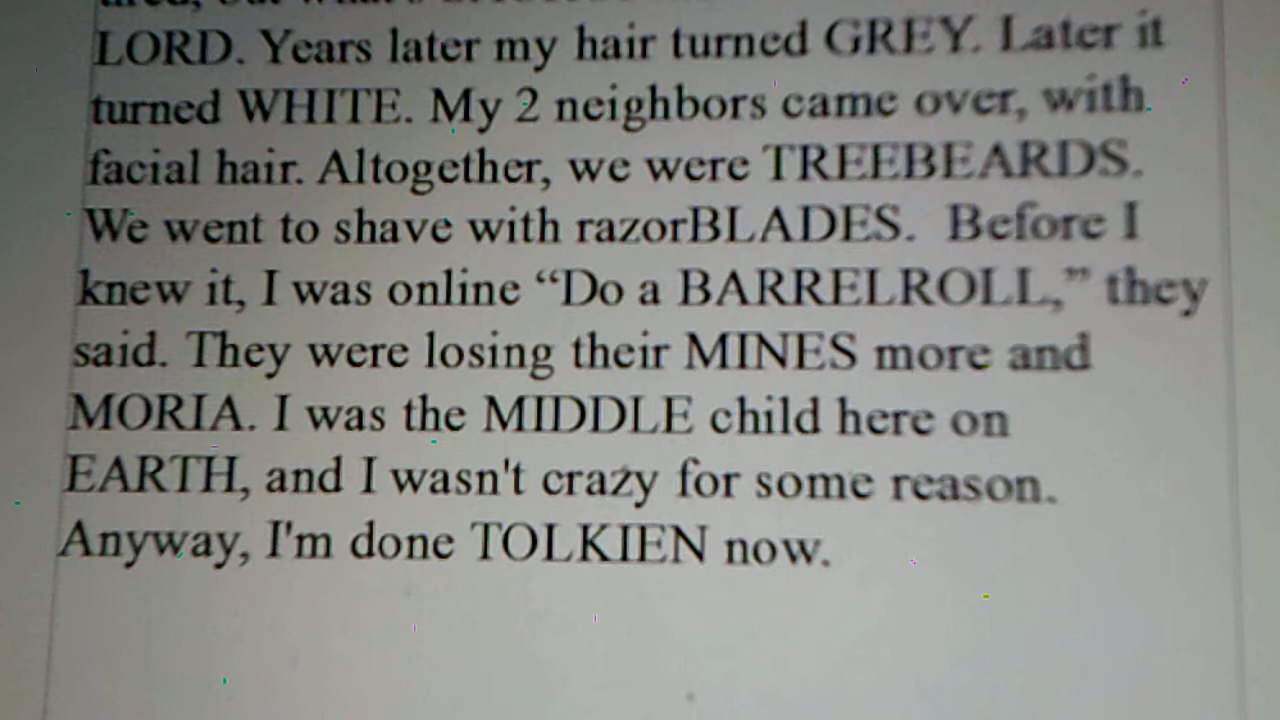 LORD. Years later my hair turned GREY. Later it
turned WHITE. My 2 neighbors came over, with
facial hair. Altogether, we were TREEBEARDS.
We went to shave with razorBLADES.  Before I
knew it, I was online “Do a BARRELROLL,” they
said. They were losing their MINES more and
MORIA. I was the MIDDLE child here on
EARTH, and I wasn't crazy for some reason.
Anyway, I'm done TOLKIEN now.